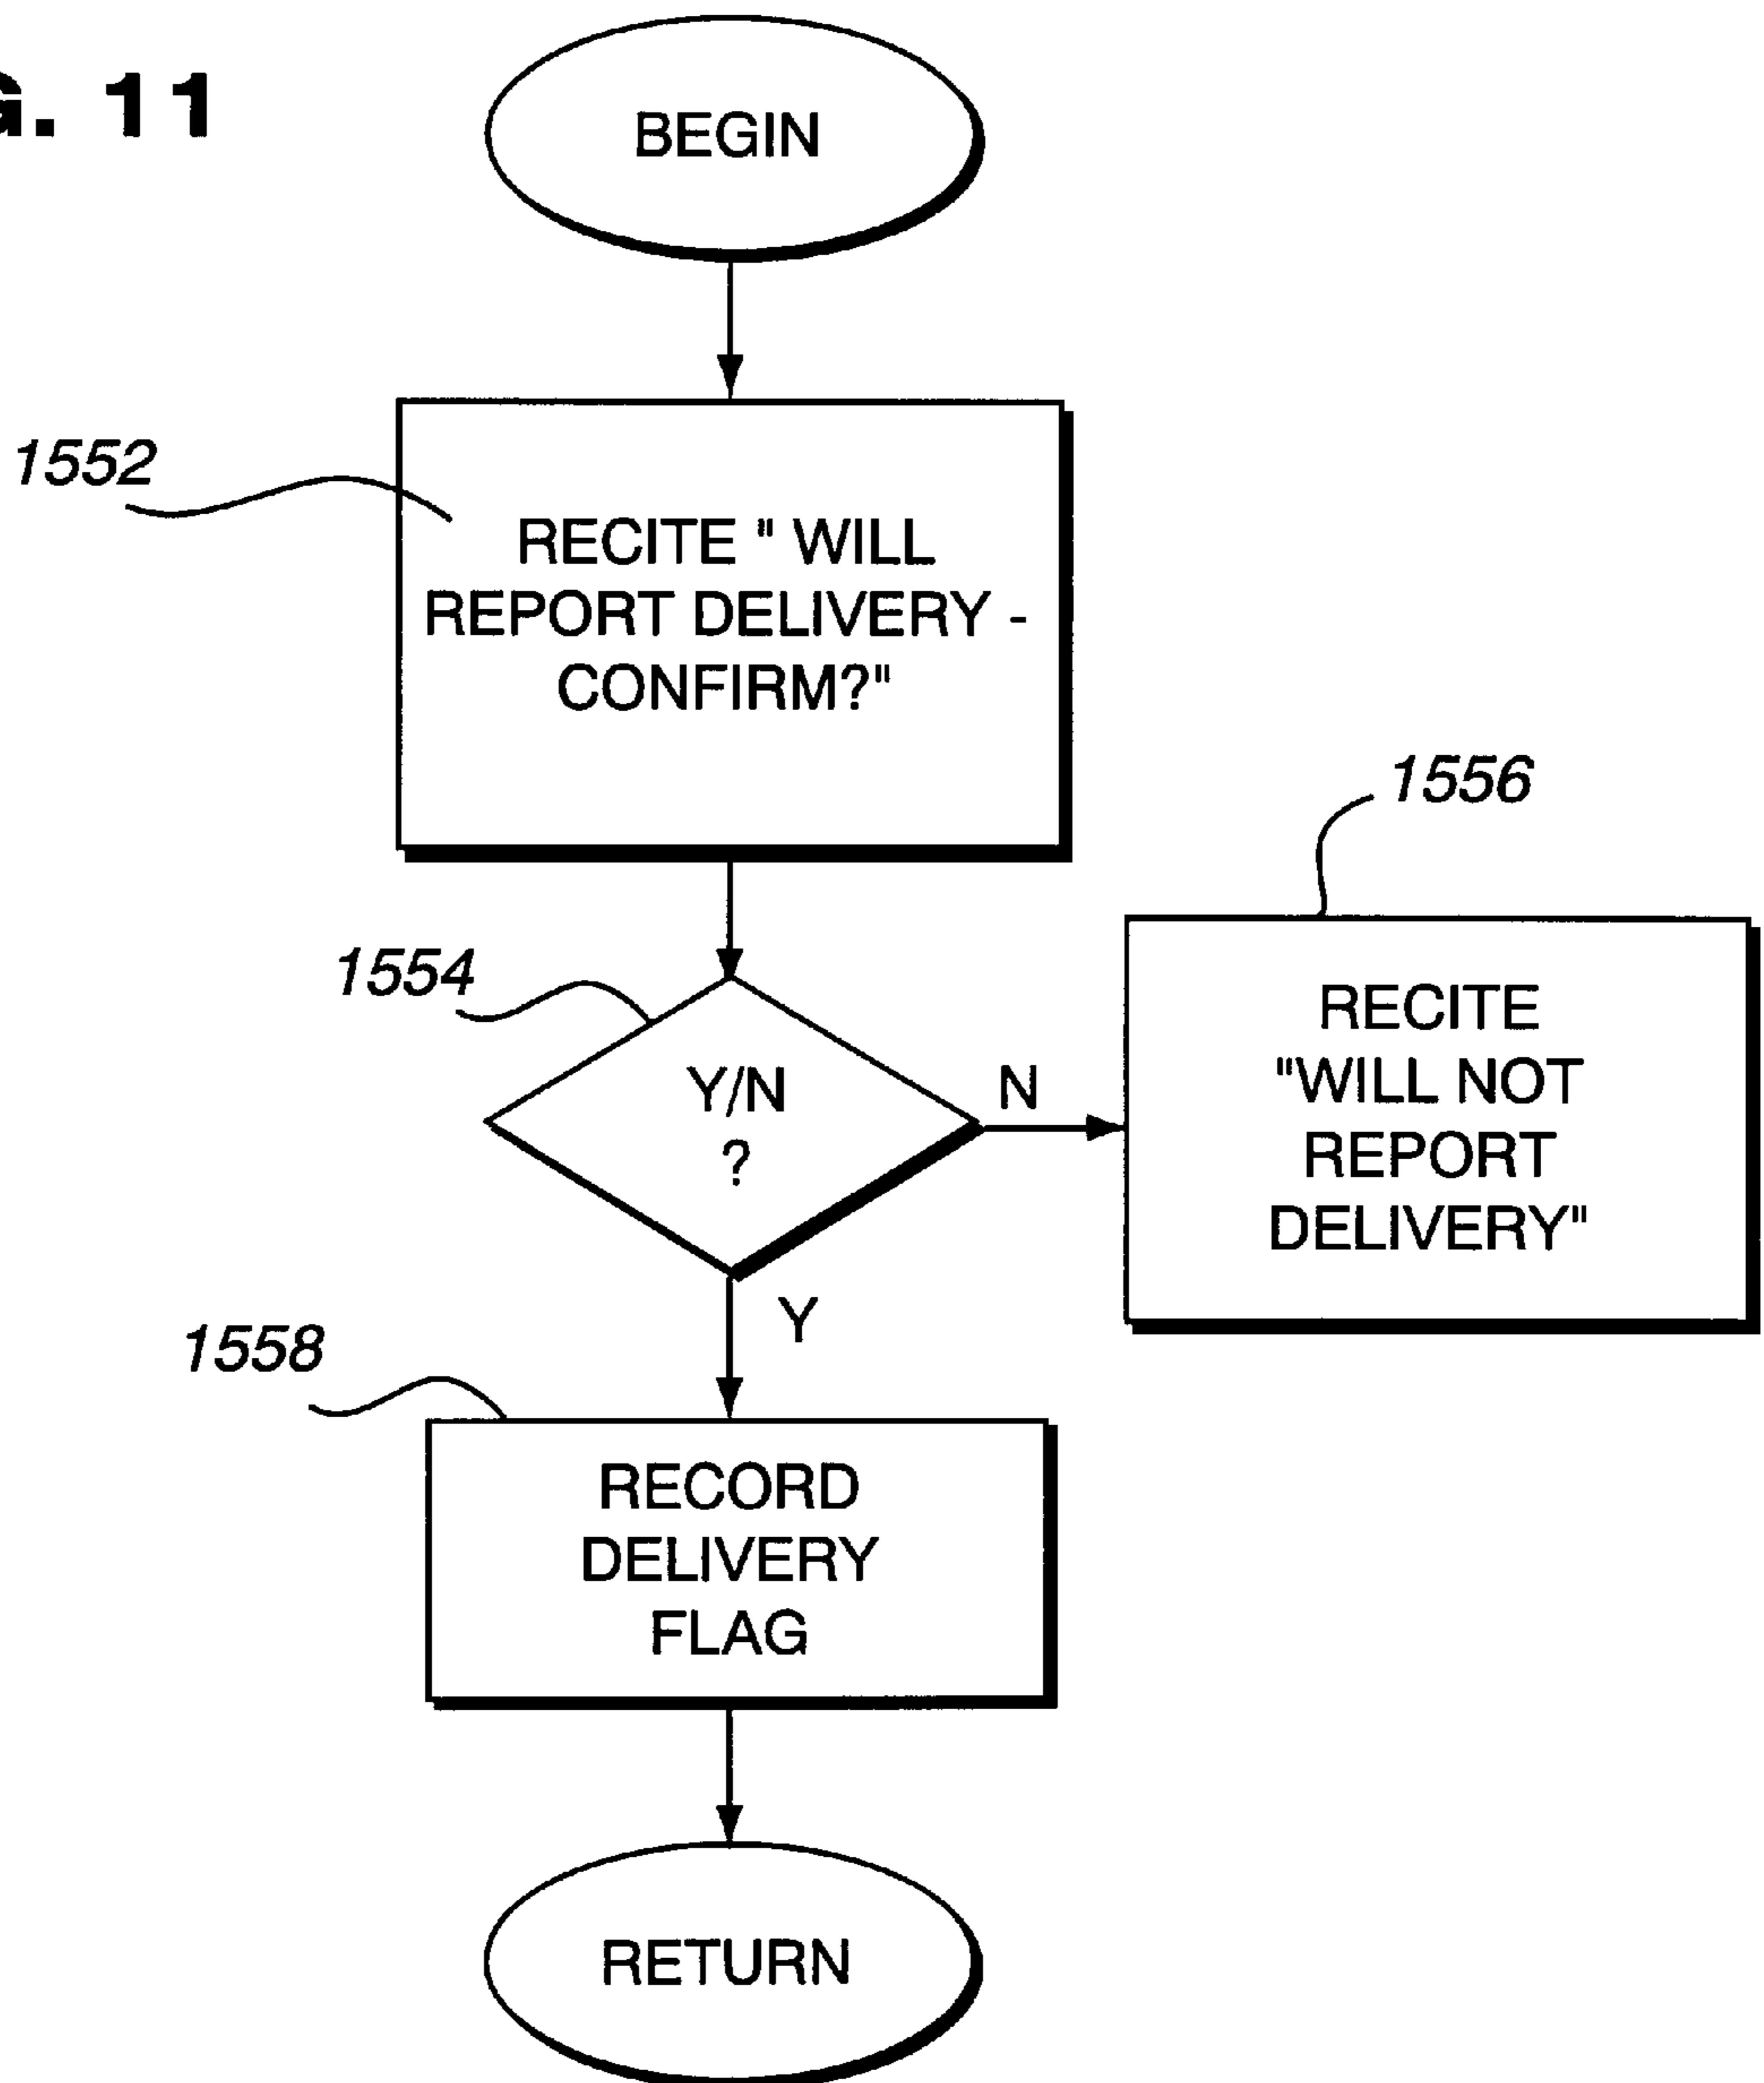 G. 11
BEGIN
1552
RECITE " WILL
REPORT DELIVERY -
CONFIRM?"
1556
1554
Y/N
?
N
RECITE
"WILL NOT
REPORT
DELIVERY"
Y
1558
RECORD
DELIVERY
FLAG
RETURN